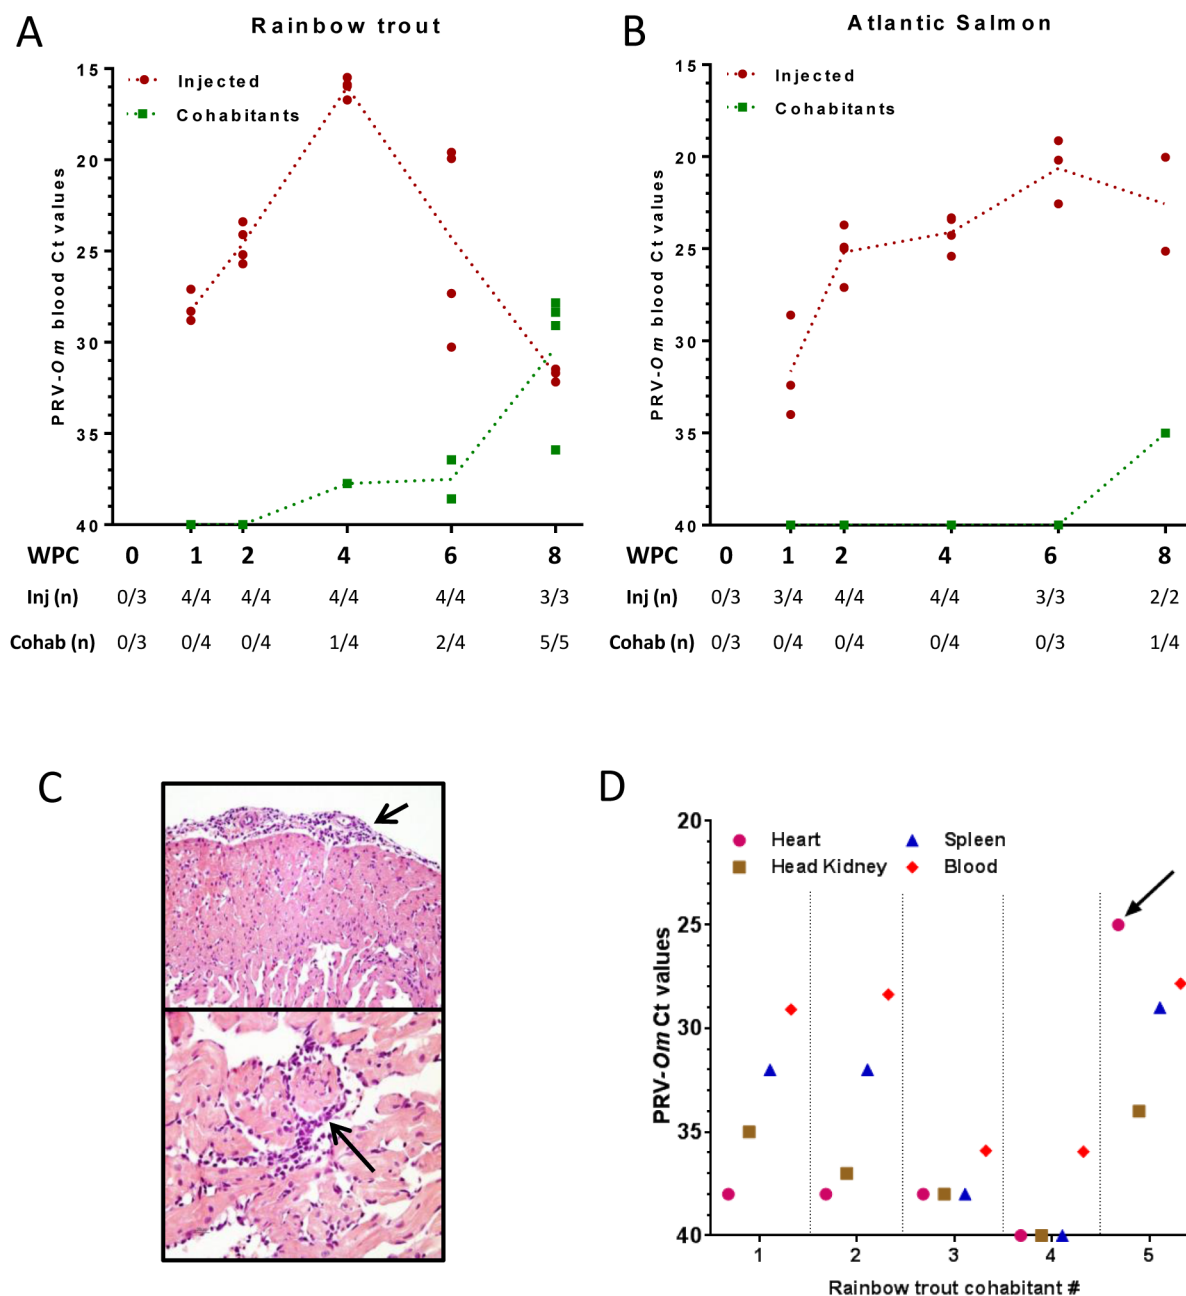 A
Rainbow trout
Injected
Cohabitants
PRV-Om blood Ct values
15
20
25
30
35
40
WPC 0 1 2 4 6 8
Inj (n) 0/3 4/4 4/4 4/4 4/4 3/3
Cohab (n) 0/3 0/4 0/4 1/4 2/4 5/5
B
Atlantic Salmon
Injected
Cohabitants
PRV-Om blood Ct values
15
20
25
30
35
40
WPC 0 1 2 4 6 8
Inj (n) 0/3 3/4 4/4 4/4 3/3 2/2
Cohab (n) 0/3 0/4 0/4 0/4 0/3 1/4
C
D
Heart
Spleen
Head Kidney
Blood
PRV-Om Ct values
20
25
30
35
40
1 2 3 4 5
Rainbow trout cohabitant #